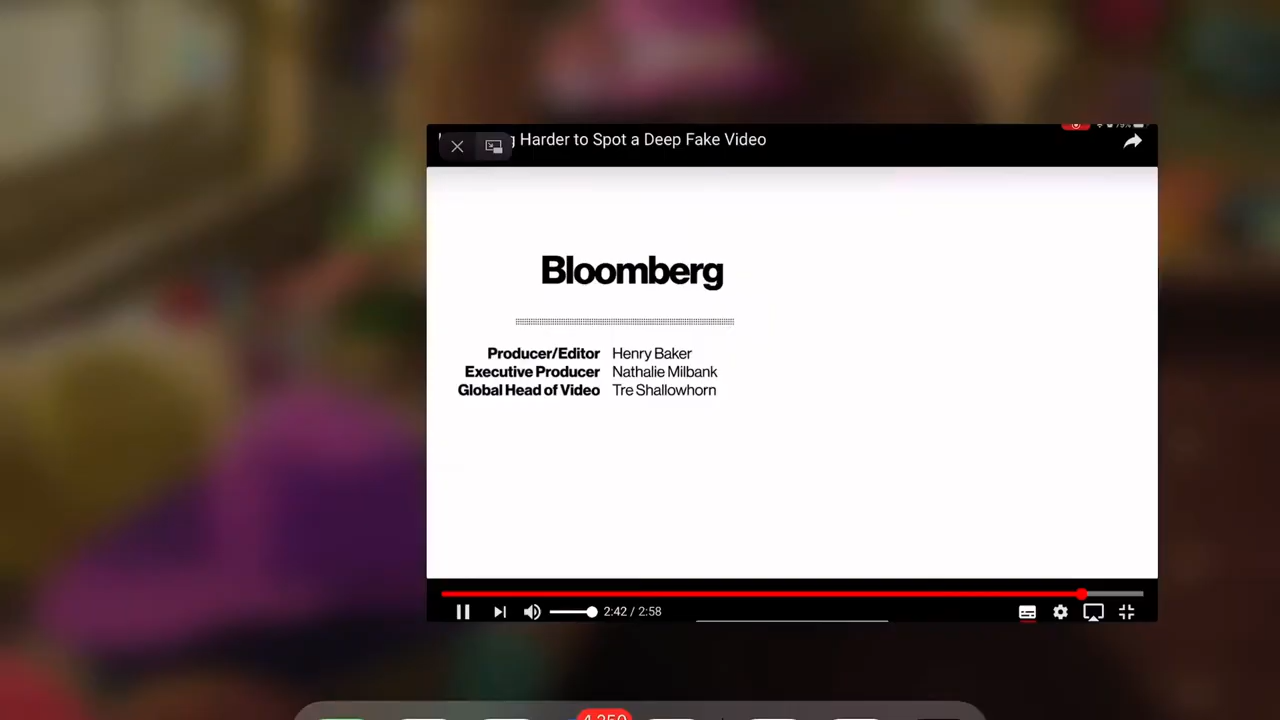 g Harder to Spot a Deep Fake Video
Bloomberg
Producer/Editor Henry Baker
Executive Producer Nathalie Milbank
Global Head of Video Tre Shallowhorn
2:42 / 2:58